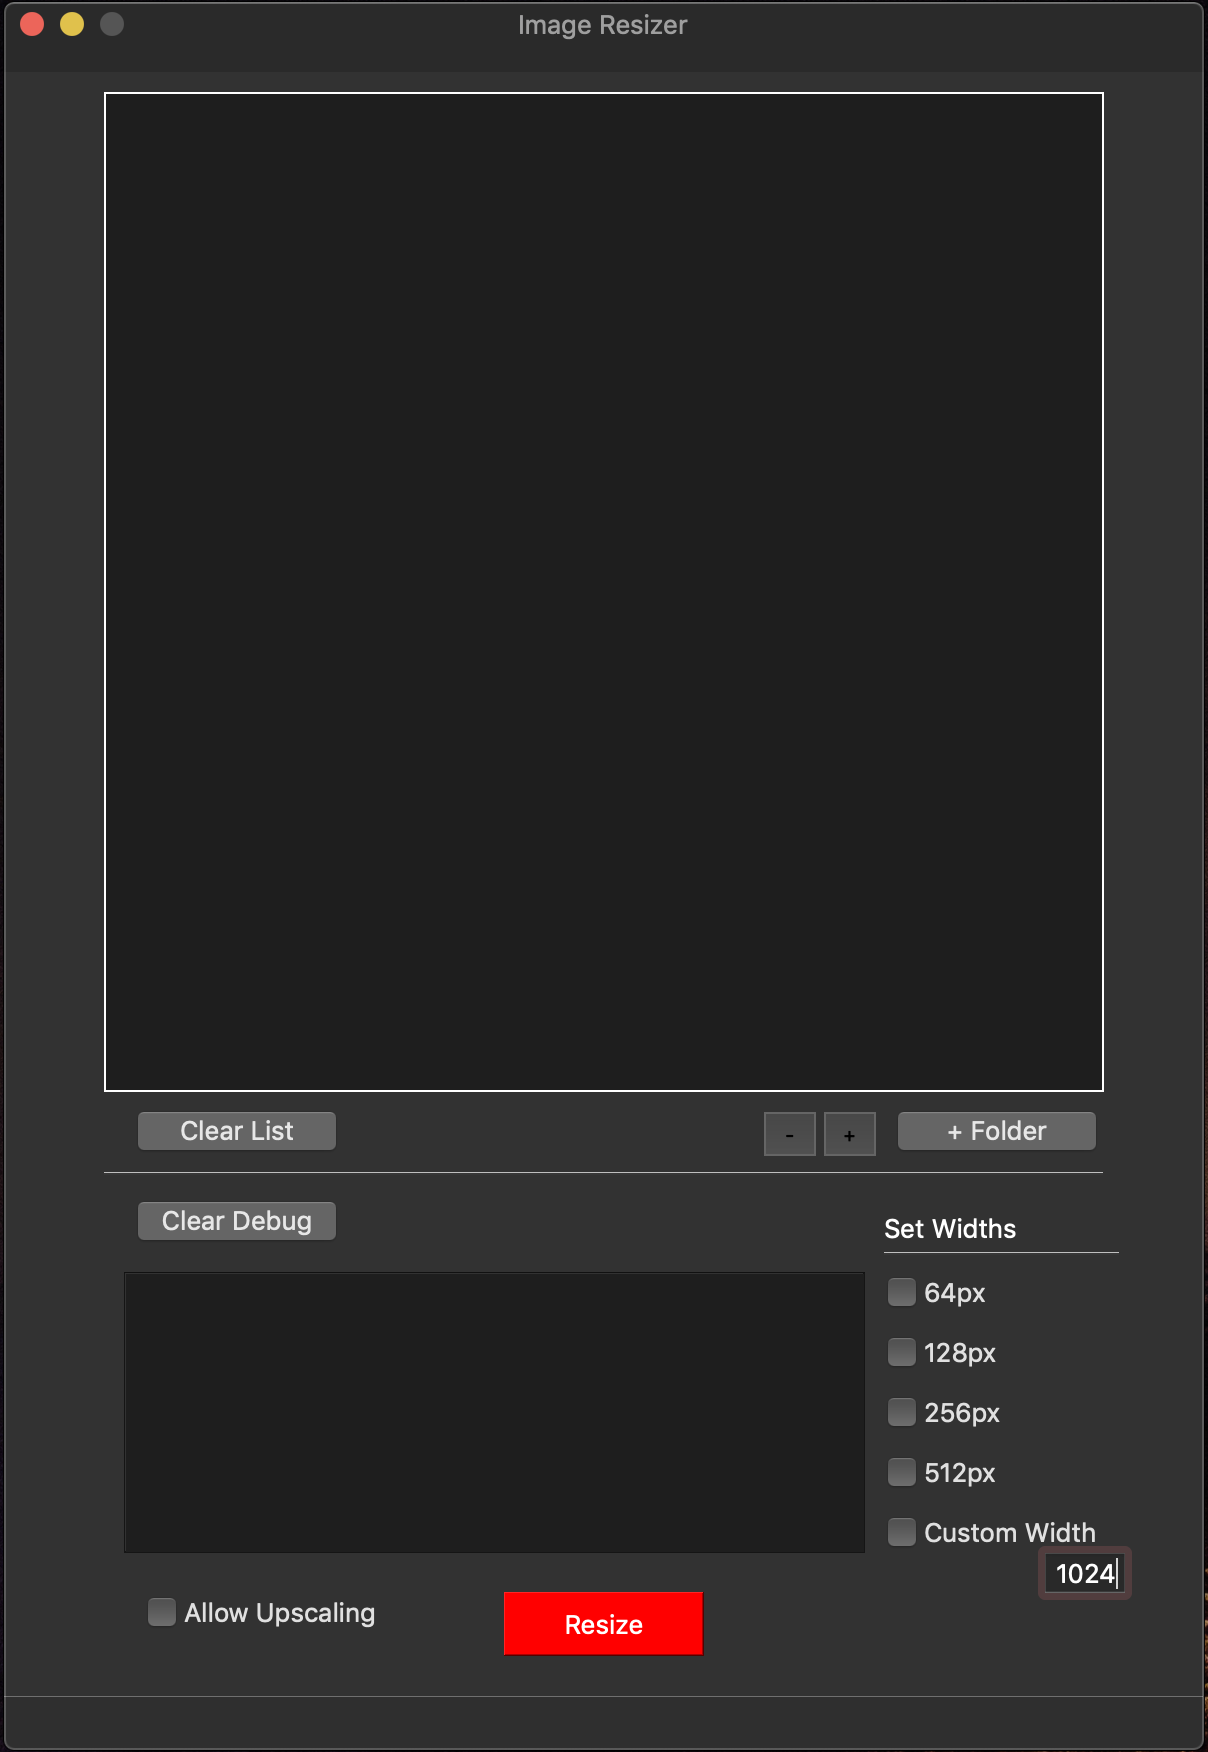 Image Resizer
Clear List
-
+
+ Folder
Clear Debug
Set Widths
64px
128px
256px
512px
Custom Width
1024
Allow Upscaling
Resize